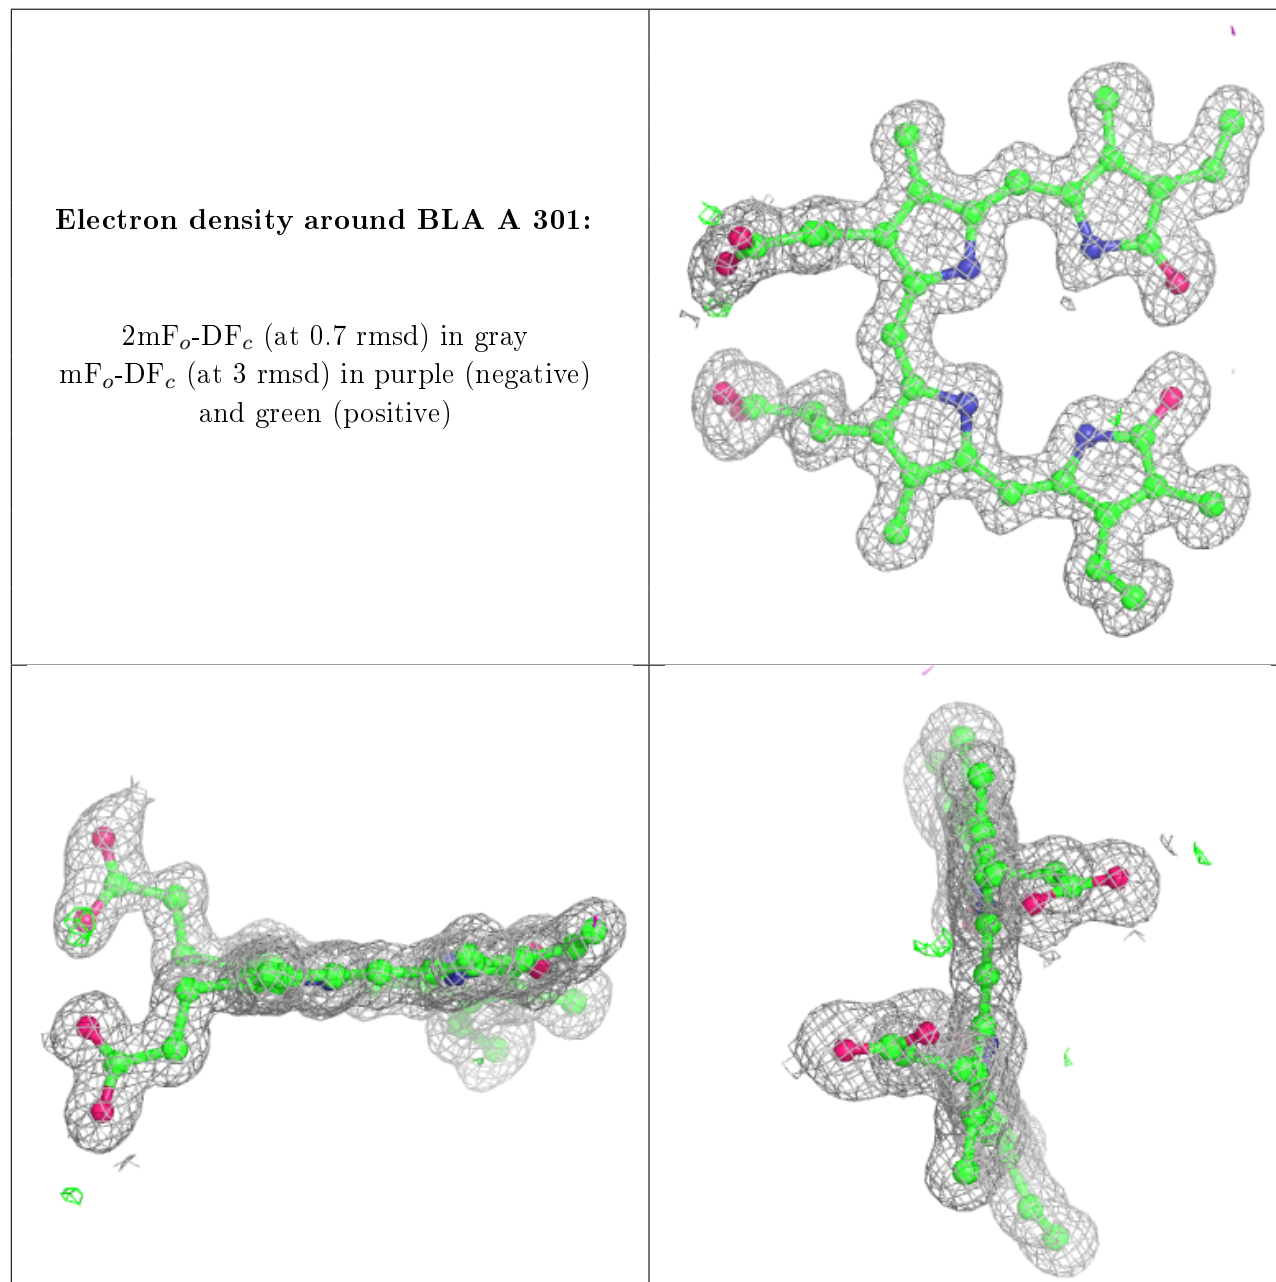 Electron density around BLA A 301:
2mFo-DFc (at 0.7 rmsd) in gray
mFo-DFc (at 3 rmsd) in purple (negative)
and green (positive)